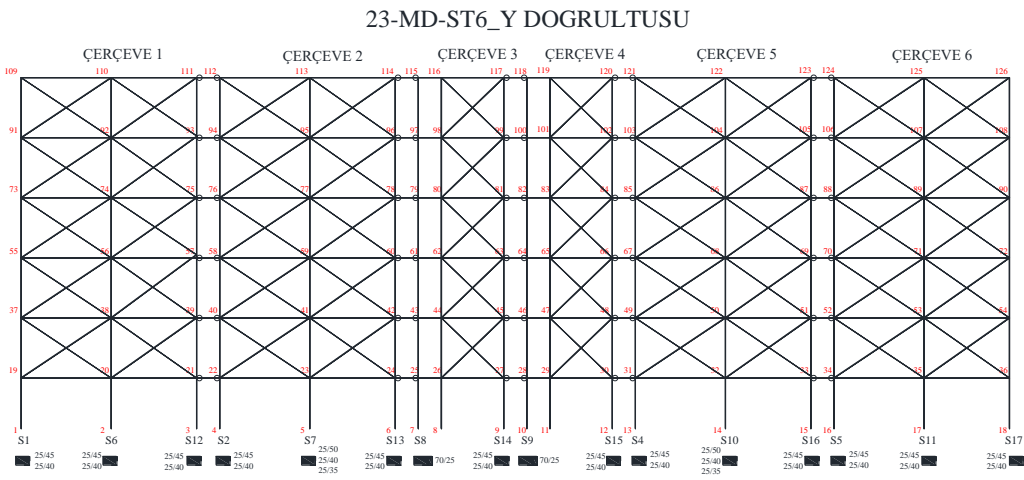 23-MD-ST6_Y DOGRULTUSU
ÇERÇEVE 1 ÇERÇEVE 2 ÇERÇEVE 3 ÇERÇEVE 4 ÇERÇEVE 5 ÇERÇEVE 6
109 110 111 112 113 114 115 116 117 118 119 120 121 122 123 124 125 126
91 92 93 94 95 96 97 98 99 100 101 102 103 104 105 106 107 108
73 74 75 76 77 78 79 80 81 82 83 84 85 86 87 88 89 90
55 56 57 58 59 60 61 62 63 64 65 66 67 68 69 70 71 72
37 38 39 40 41 42 43 44 45 46 47 48 49 50 51 52 53 54
19 20 21 22 23 24 25 26 27 28 29 30 31 32 33 34 35 36
1 2 3 4 5 6 7 8 9 10 11 12 13 14 15 16 17 18
S1 S6 S12 S2 S7 S13 S8 S14 S9 S15 S4 S10 S16 S5 S11 S17
25/45 25/45 25/45 25/45 25/50 25/45 70/25 25/45 70/25 25/45 25/45 25/50 25/45 25/45 25/45 25/45
25/40 25/40 25/40 25/40 25/40 25/40 25/40 25/40 25/40 25/40 25/40 25/40 25/40 25/40
25/35 25/35